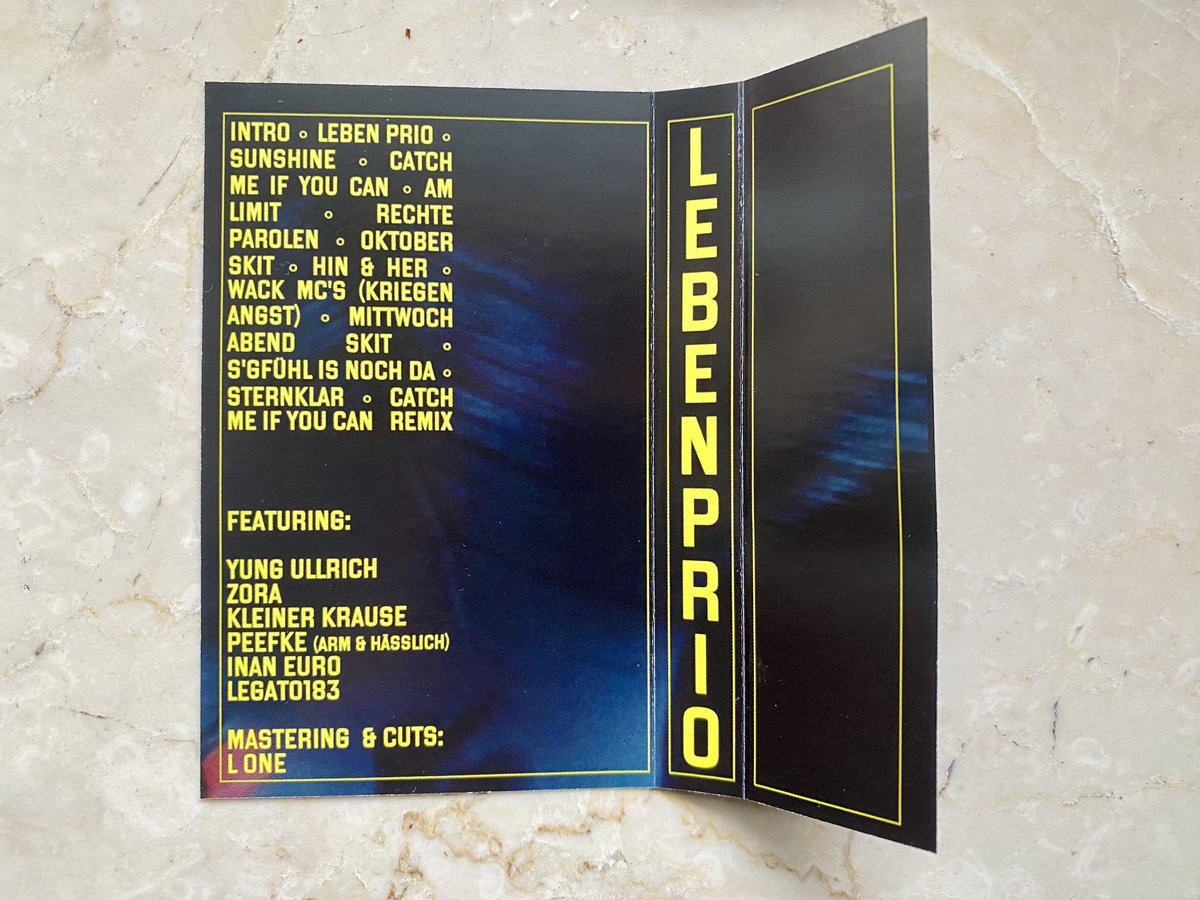 INTRO ∘ LEBEN PRIO ∘
SUNSHINE ∘ CATCH
ME IF YOU CAN ∘ AM
LIMIT ∘ RECHTE
PAROLEN ∘ OKTOBER
SKIT ∘ HIN & HER ∘
WACK MC'S (KRIEGEN
ANGST) ∘ MITTWOCH
ABEND SKIT ∘
S'GFÜHL IS NOCH DA ∘
STERNKLAR ∘ CATCH
ME IF YOU CAN REMIX
FEATURING:
YUNG ULLRICH
ZORA
KLEINER KRAUSE
PEEFKE (ARM & HÄSSLICH)
INAN EURO
LEGATO183
MASTERING & CUTS:
L ONE
LEBENPRIO